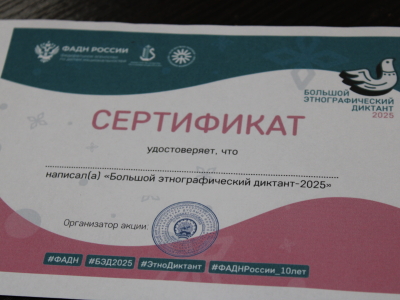 ФАДН РОССИИ
БОЛЬШОЙ
ЭТНОГРАФИЧЕСКИЙ
ДИКТАНТ
2025
СЕРТИФИКАТ
удостоверяет, что
написал(а) «Большой этнографический диктант-2025»
Организатор акции:
#ФАДН #БЭД2025 #ЭтноДиктант #ФАДНРоссии_10лет